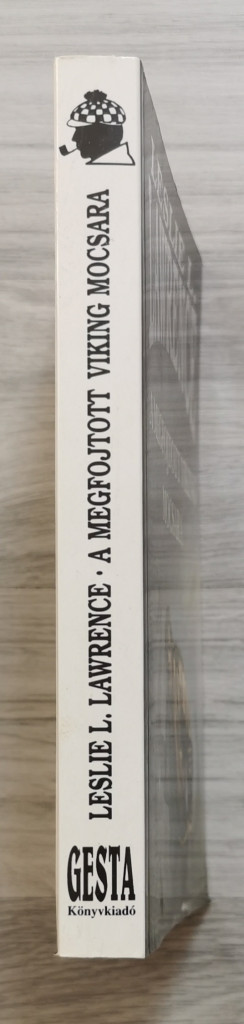 LESLIE L. LAWRENCE · A MEGFOJTOTT VIKING MOCSARA
GESTA
Könyvkiadó